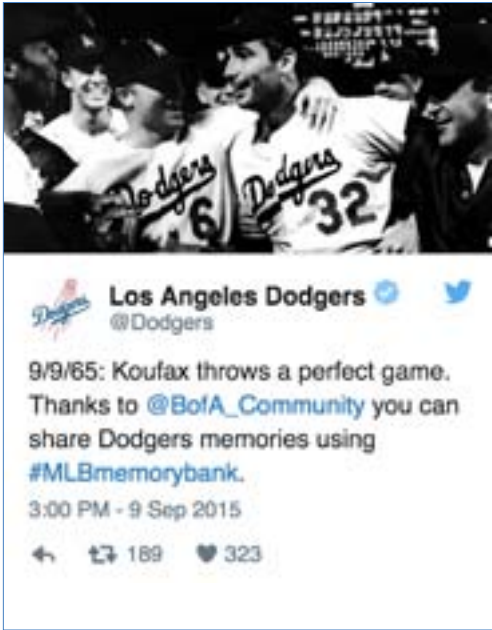 Dodgers
6
Dodgers
32
Dodgers
Los Angeles Dodgers
@Dodgers
9/9/65: Koufax throws a perfect game.
Thanks to @BofA_Community you can
share Dodgers memories using
#MLBmemorybank.
3:00 PM - 9 Sep 2015
189 323